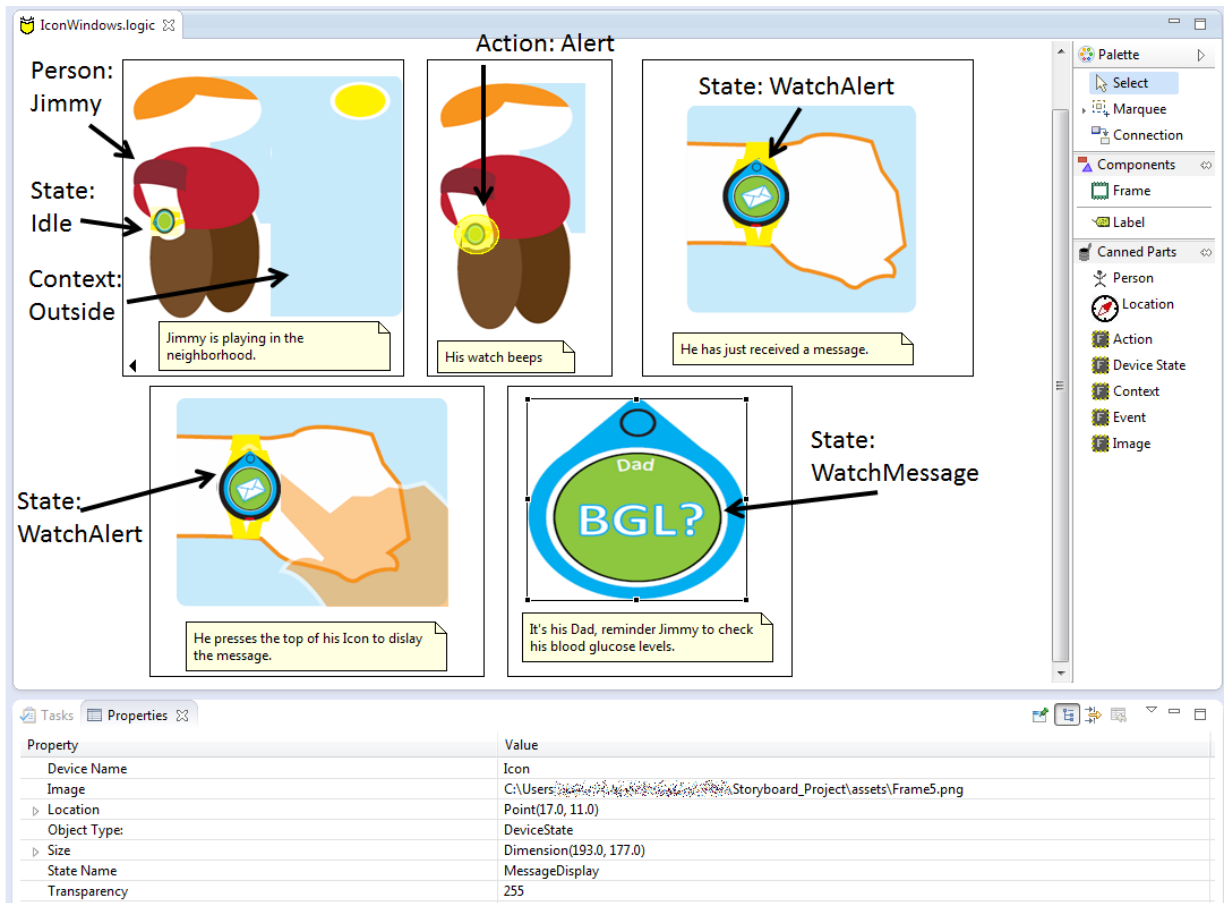 IconWindows.logic
Action: Alert
Person:
Jimmy
State: WatchAlert
State:
Idle
Context:
Outside
Jimmy is playing in the
neighborhood.
His watch beeps
He has just received a message.
State:
WatchAlert
He presses the top of his Icon to dislay
the message.
Dad
BGL?
It's his Dad, reminder Jimmy to check
his blood glucose levels.
State:
WatchMessage
Palette
Select
Marquee
Connection
Components
Frame
Label
Canned Parts
Person
Location
Action
Device State
Context
Event
Image
Tasks
Properties
Property Value
Device Name Icon
Image C:\Users\ \Storyboard_Project\assets\Frame5.png
Location Point(17.0, 11.0)
Object Type: DeviceState
Size Dimension(193.0, 177.0)
State Name MessageDisplay
Transparency 255